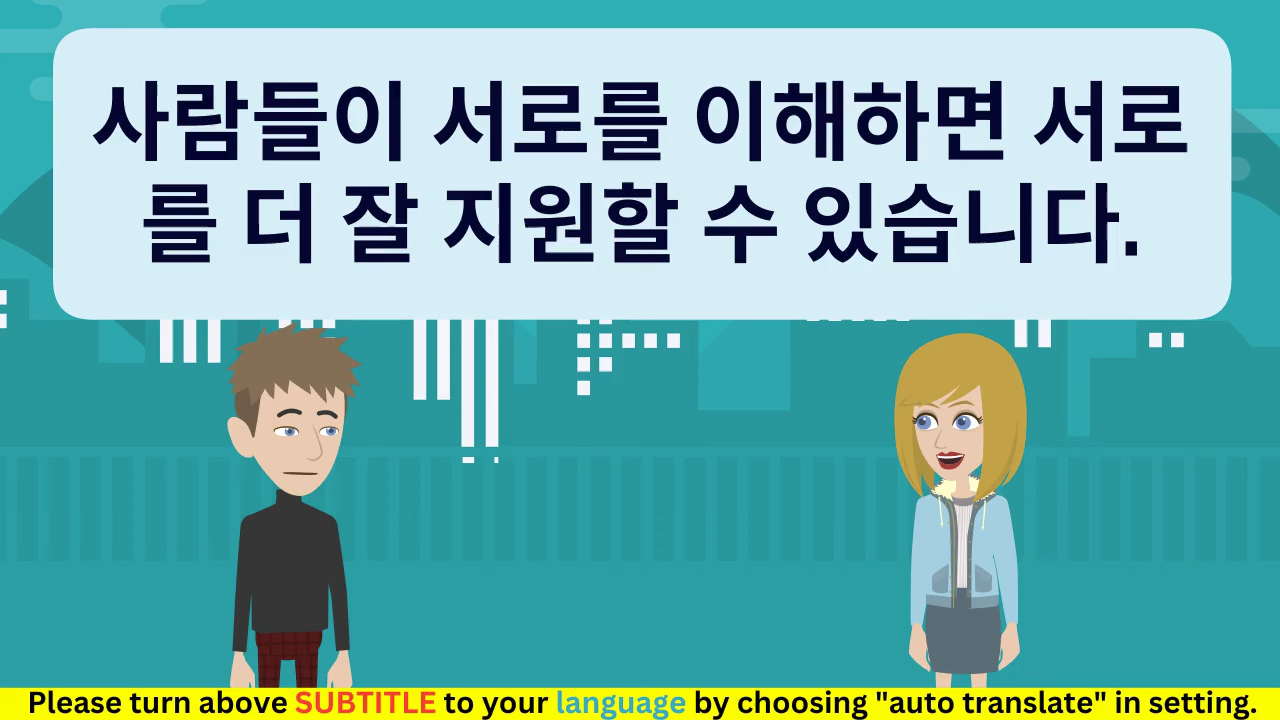 사람들이 서로를 이해하면 서로
를 더 잘 지원할 수 있습니다.
Please turn above SUBTITLE to your language by choosing "auto translate" in setting.